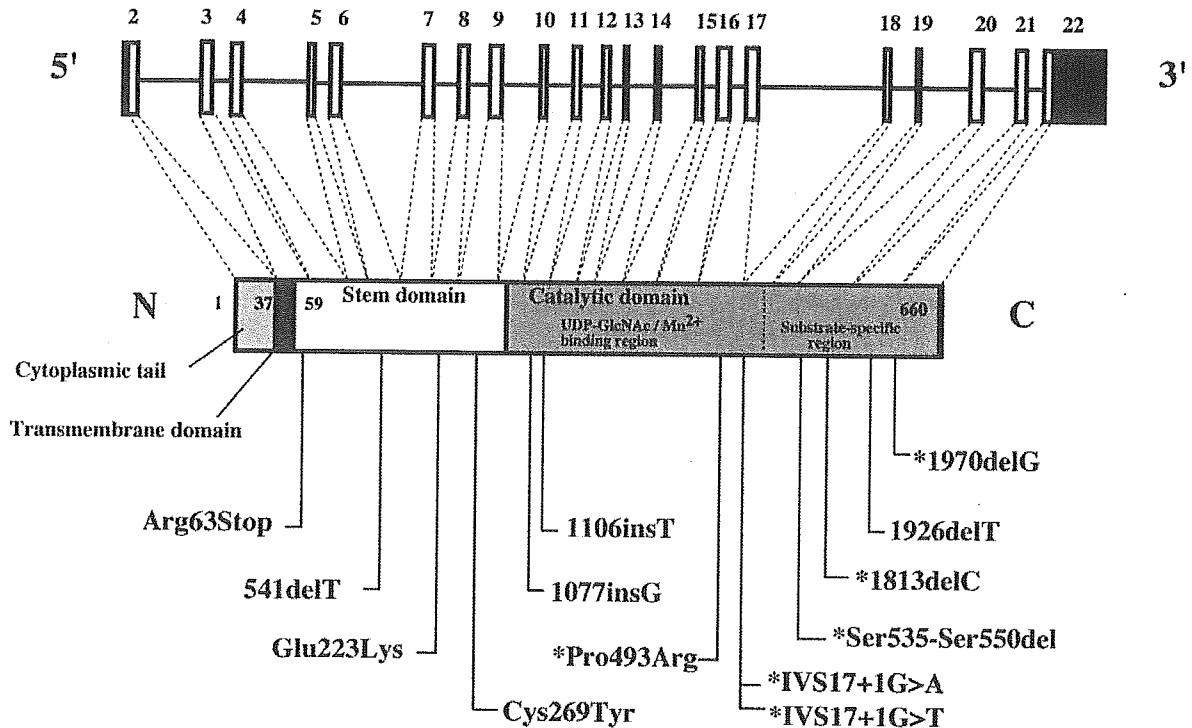 2 3 4 5 6 7 8 9 10 11 12 13 14 15 16 17 18 19 20 21 22
5' 3'
N 1 37 59 Stem domain Catalytic domain 660 C
UDP-GlcNAc / Mn2+
binding region
Substrate-specific
region
Cytoplasmic tail
Transmembrane domain
*1970delG
Arg63Stop
1106insT
1926delT
541delT
1077insG
*1813delC
Glu223Lys
*Pro493Arg
*Ser535-Ser550del
*IVS17+1G>A
Cys269Tyr
*IVS17+1G>T